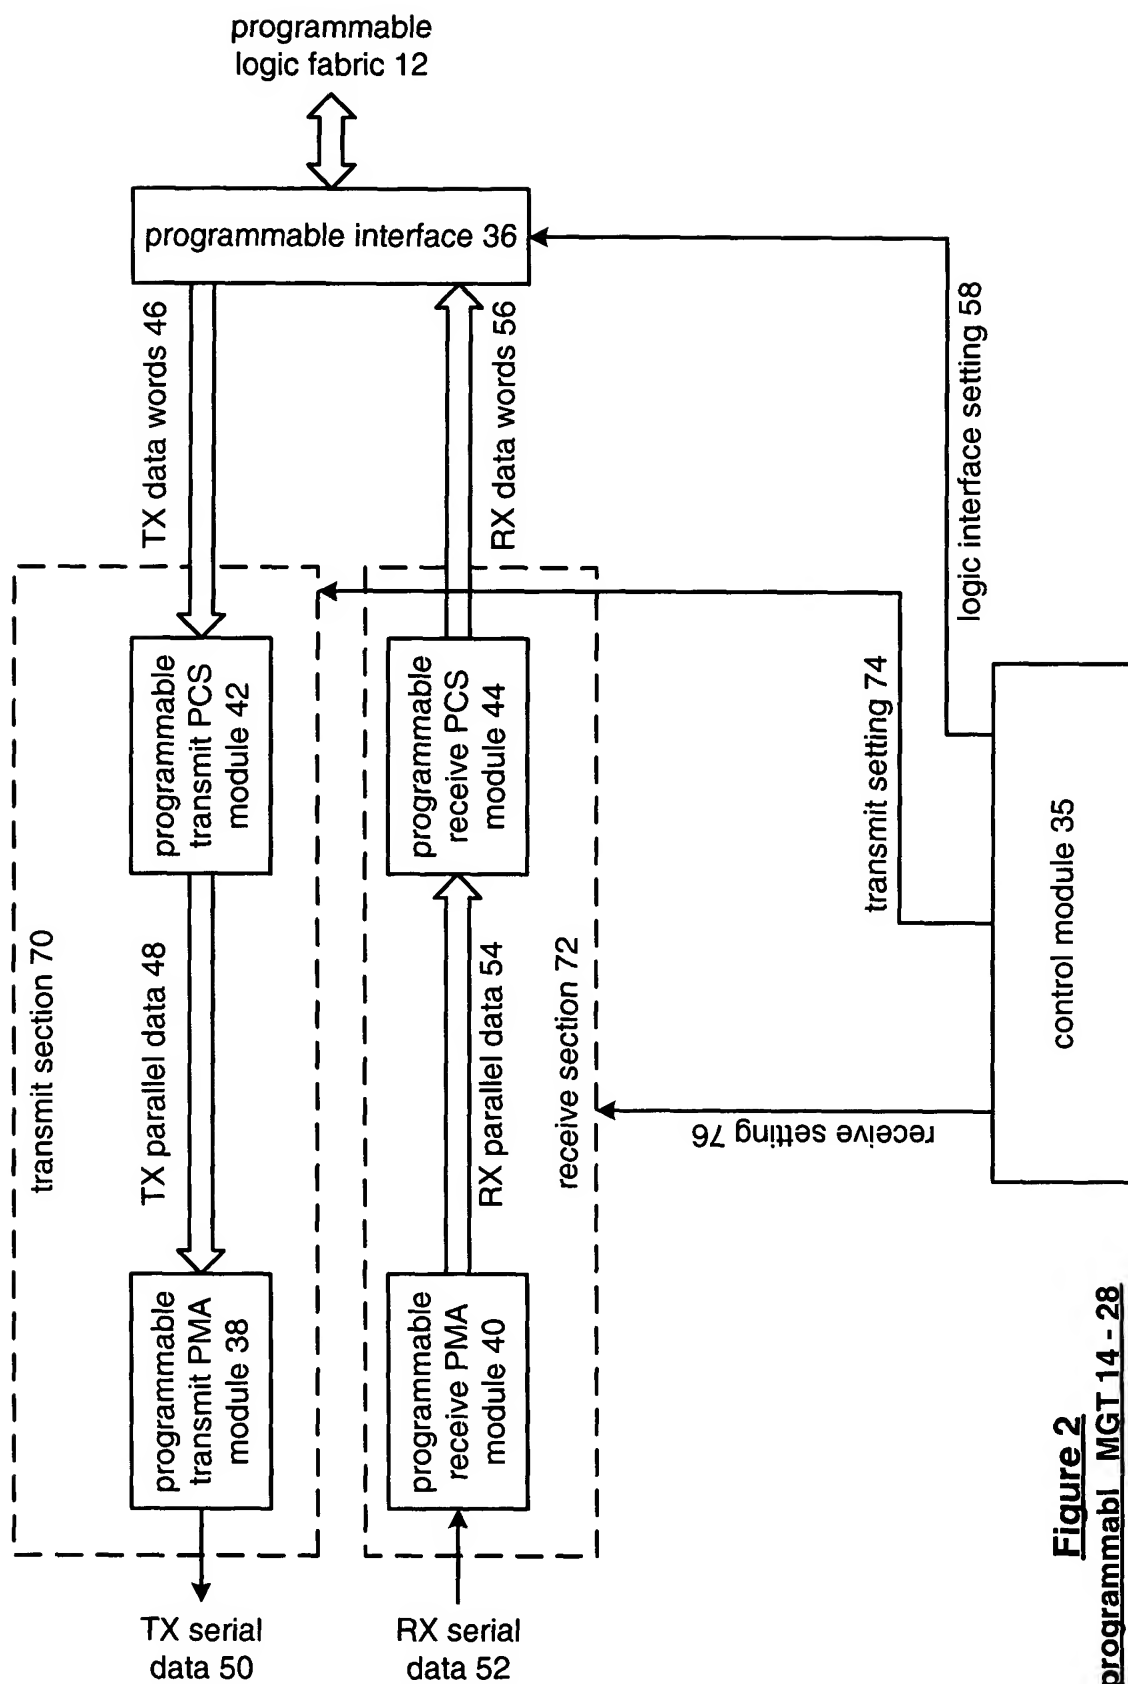 programmable
logic fabric 12
programmable interface 36
TX data words 46
RX data words 56
logic interface setting 58
transmit section 70
programmable
transmit PCS
module 42
programmable
receive PCS
module 44
transmit setting 74
TX parallel data 48
RX parallel data 54
receive section 72
receive setting 76
control module 35
programmable
transmit PMA
module 38
programmable
receive PMA
module 40
TX serial
data 50
RX serial
data 52
Figure 2
programmabl MGT 14 - 28